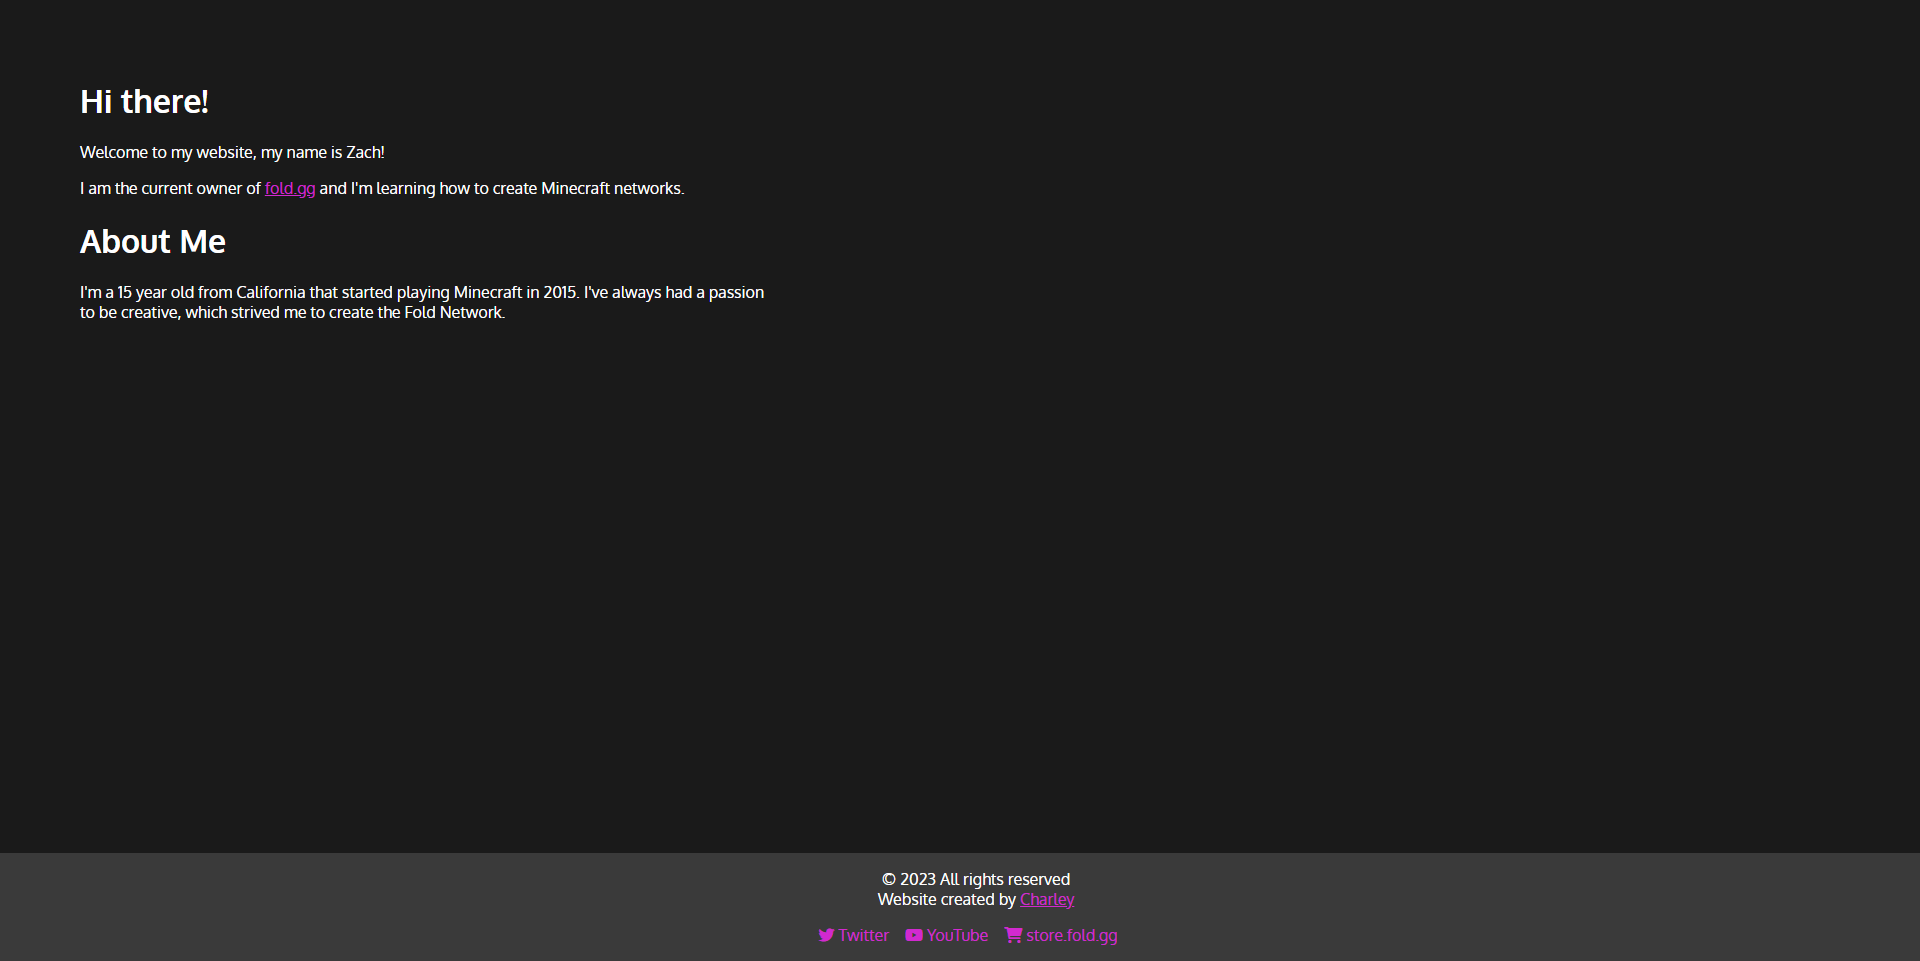 Hi there!
Welcome to my website, my name is Zach!
I am the current owner of fold.gg and I'm learning how to create Minecraft networks.
About Me
I'm a 15 year old from California that started playing Minecraft in 2015. I've always had a passion
to be creative, which strived me to create the Fold Network.
© 2023 All rights reserved
Website created by Charley
Twitter YouTube store.fold.gg